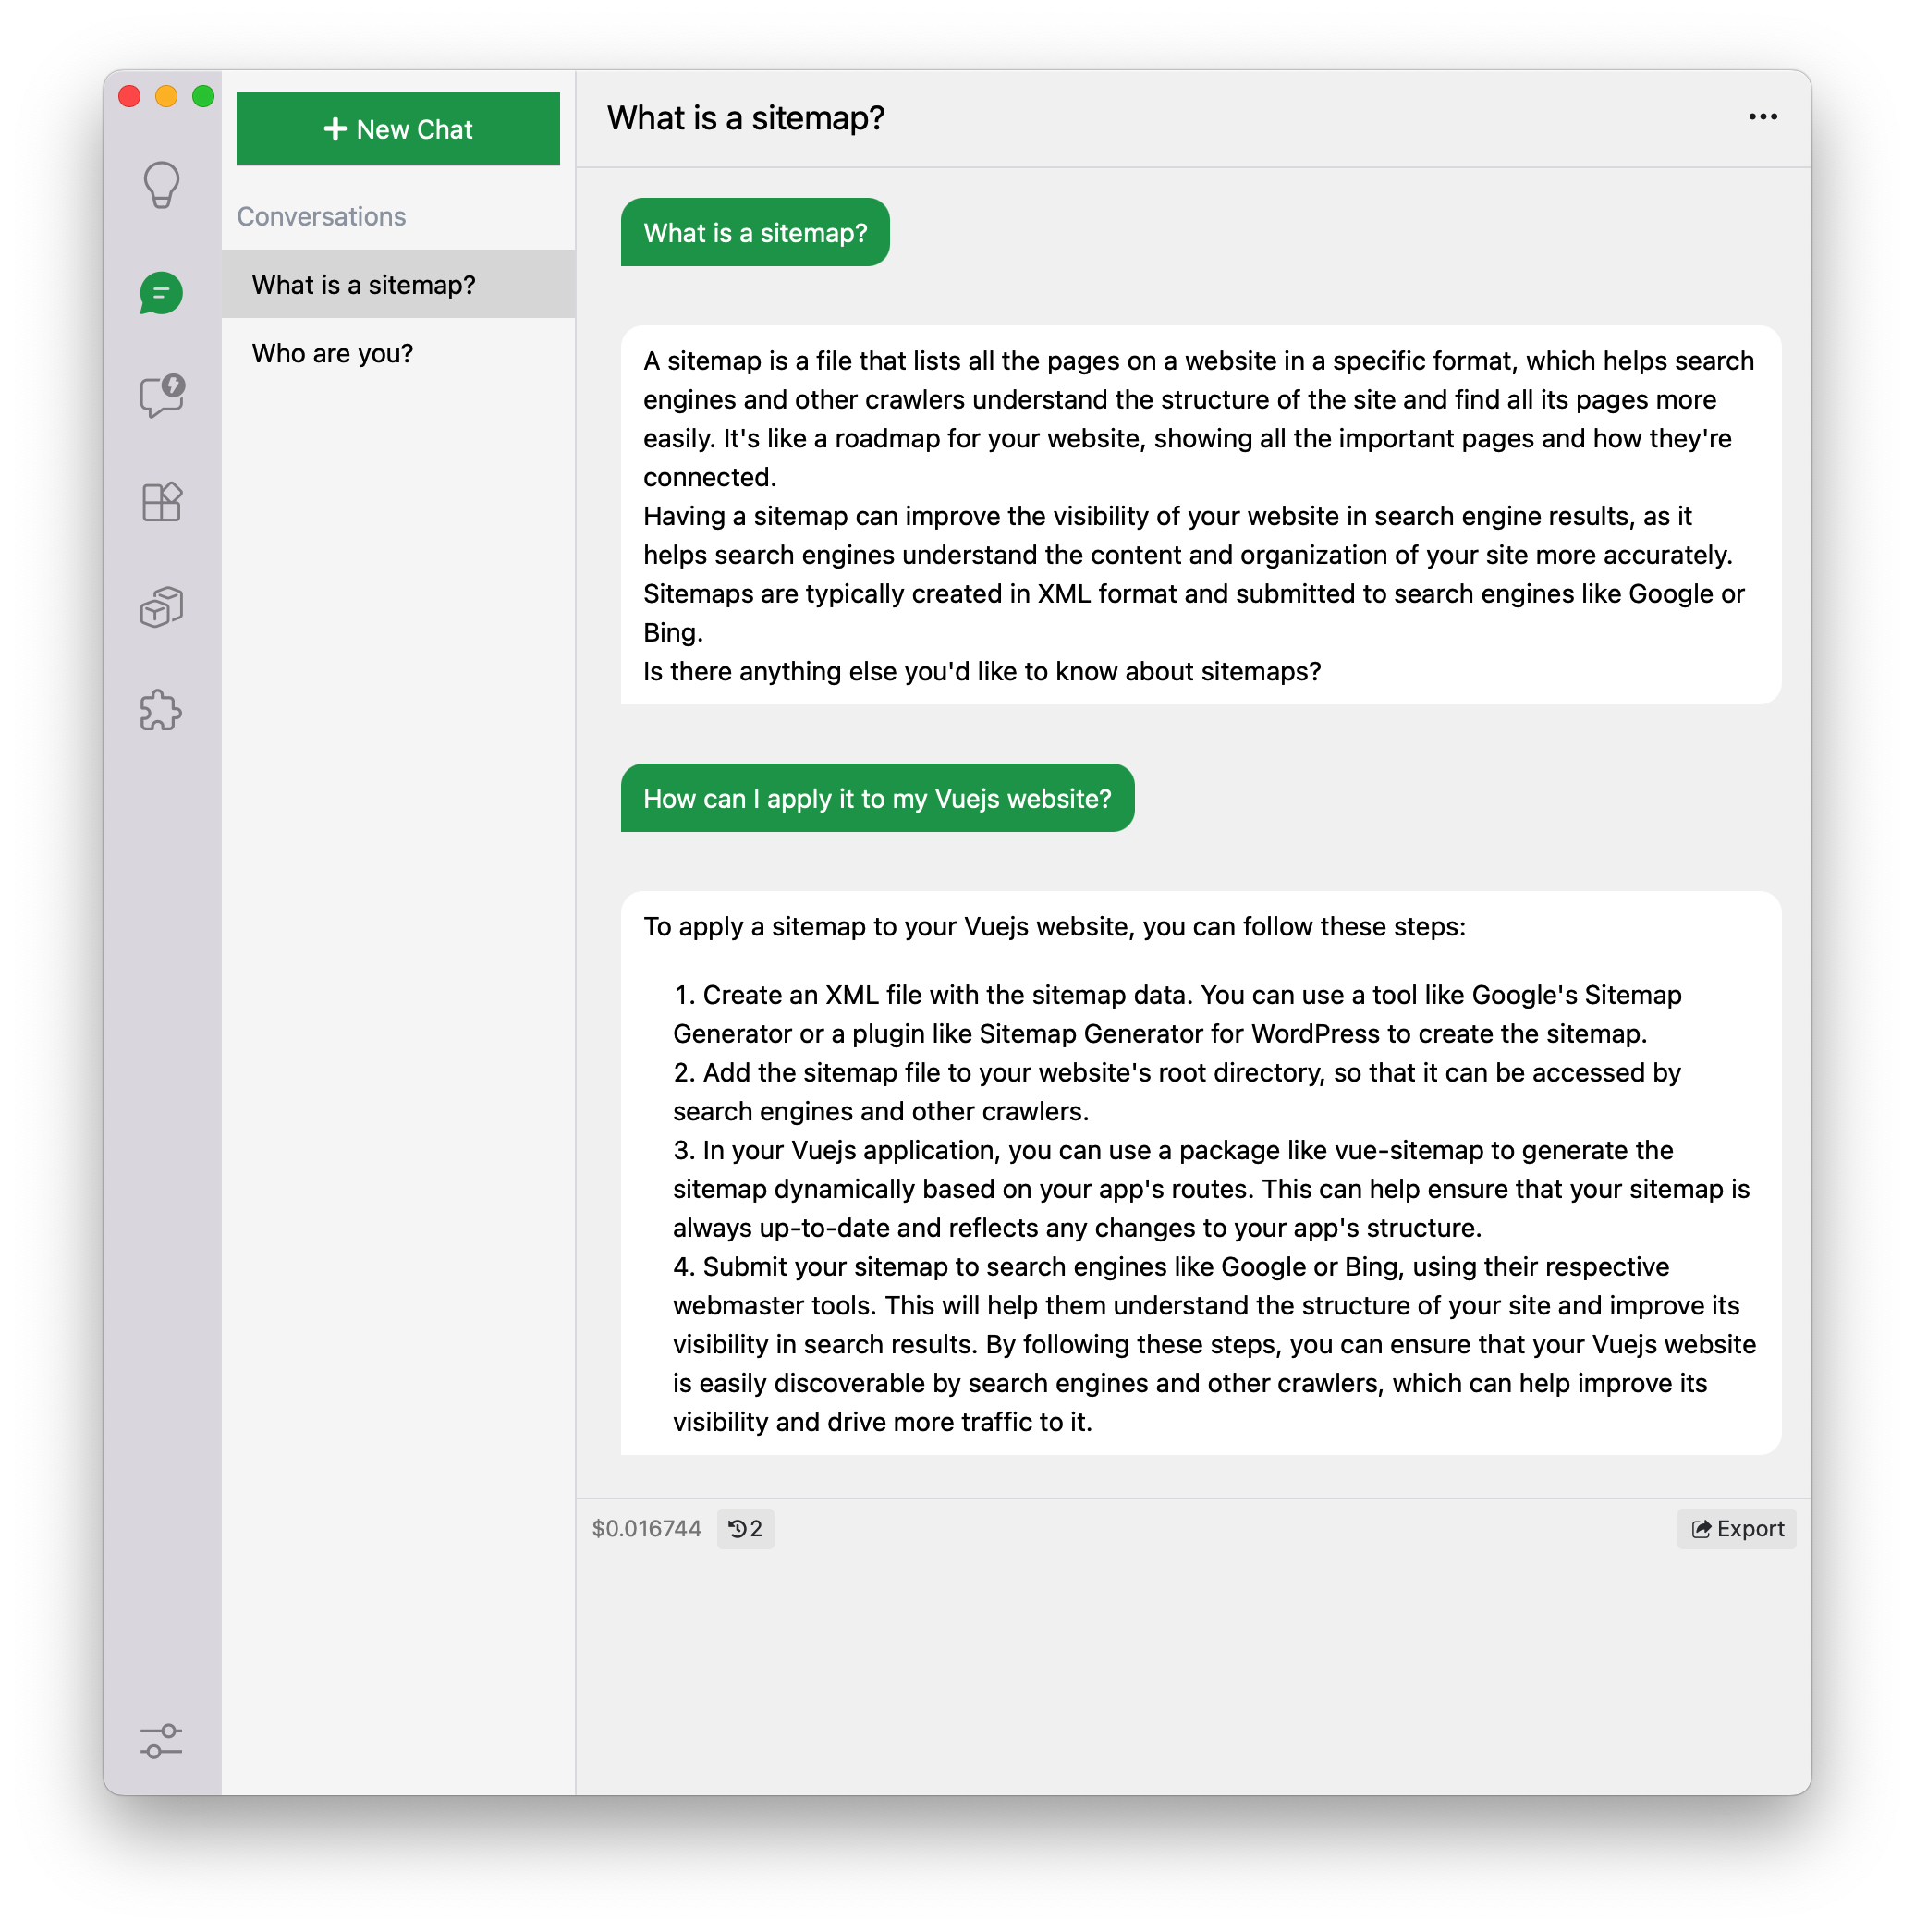 New Chat
Conversations
What is a sitemap?
Who are you?
What is a sitemap?
What is a sitemap?
A sitemap is a file that lists all the pages on a website in a specific format, which helps search
engines and other crawlers understand the structure of the site and find all its pages more
easily. It's like a roadmap for your website, showing all the important pages and how they're
connected.
Having a sitemap can improve the visibility of your website in search engine results, as it
helps search engines understand the content and organization of your site more accurately.
Sitemaps are typically created in XML format and submitted to search engines like Google or
Bing.
Is there anything else you'd like to know about sitemaps?
How can I apply it to my Vuejs website?
To apply a sitemap to your Vuejs website, you can follow these steps:
1. Create an XML file with the sitemap data. You can use a tool like Google's Sitemap
Generator or a plugin like Sitemap Generator for WordPress to create the sitemap.
2. Add the sitemap file to your website's root directory, so that it can be accessed by
search engines and other crawlers.
3. In your Vuejs application, you can use a package like vue-sitemap to generate the
sitemap dynamically based on your app's routes. This can help ensure that your sitemap is
always up-to-date and reflects any changes to your app's structure.
4. Submit your sitemap to search engines like Google or Bing, using their respective
webmaster tools. This will help them understand the structure of your site and improve its
visibility in search results. By following these steps, you can ensure that your Vuejs website
is easily discoverable by search engines and other crawlers, which can help improve its
visibility and drive more traffic to it.
$0.016744
2
Export